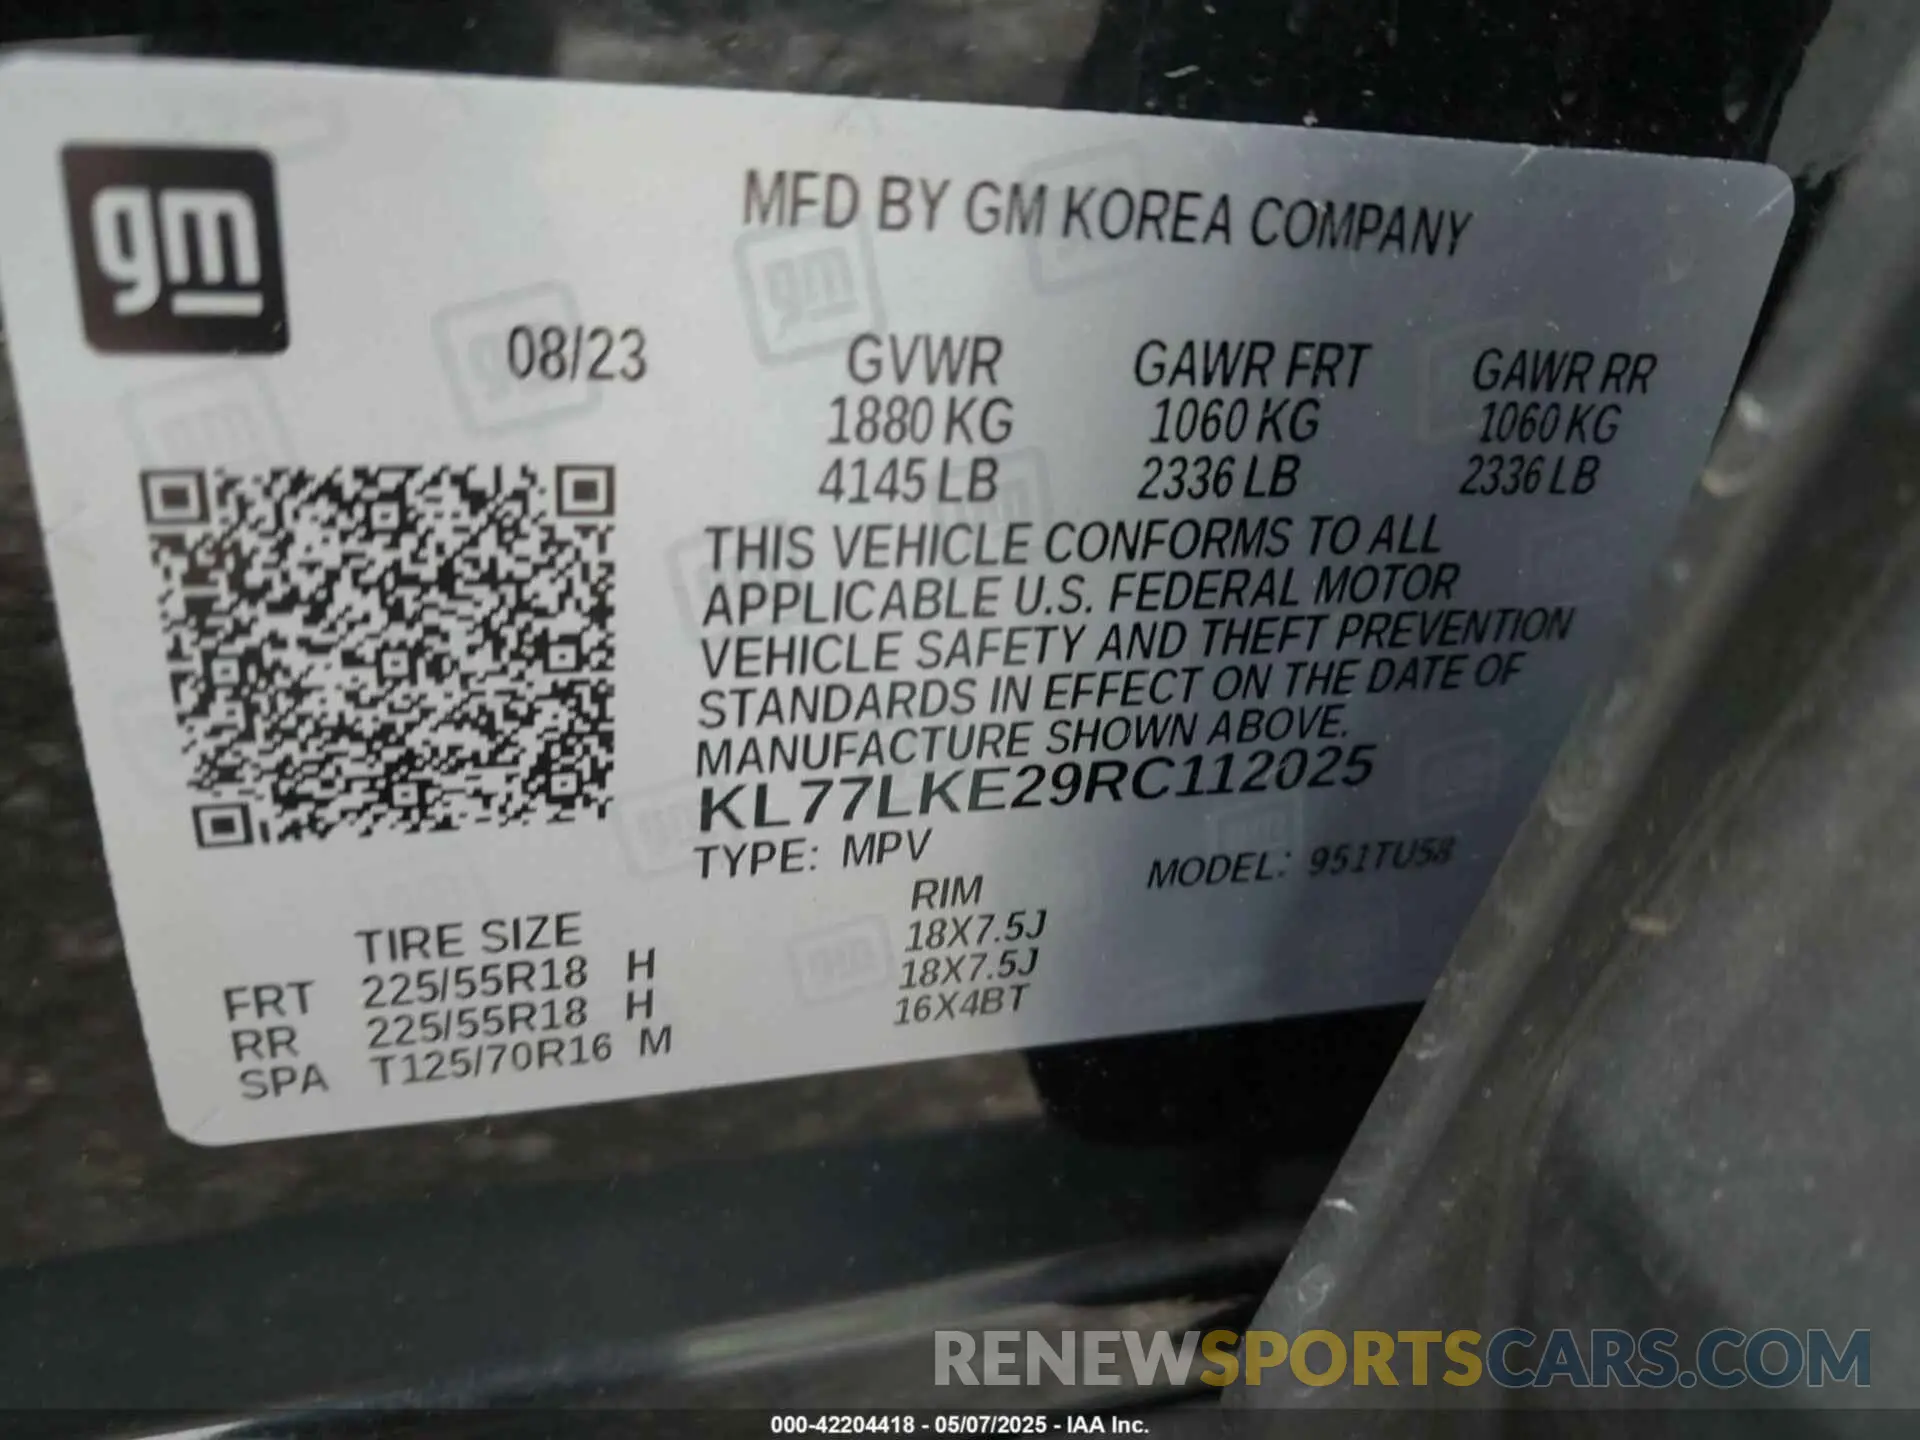 gm
MFD BY GM KOREA COMPANY
08/23
GVWR GAWR FRT GAWR RR
1880 KG 1060 KG 1060 KG
4145 LB 2336 LB 2336 LB
THIS VEHICLE CONFORMS TO ALL
APPLICABLE U.S. FEDERAL MOTOR
VEHICLE SAFETY AND THEFT PREVENTION
STANDARDS IN EFFECT ON THE DATE OF
MANUFACTURE SHOWN ABOVE.
KL77LKE29RC112025
TYPE: MPV MODEL: 951TU58
TIRE SIZE RIM
FRT 225/55R18 H 18X7.5J
RR 225/55R18 H 18X7.5J
SPA T125/70R16 M 16X4BT
RENEWSPORTSCARS.COM
000-42204418 - 05/07/2025 - IAA Inc.